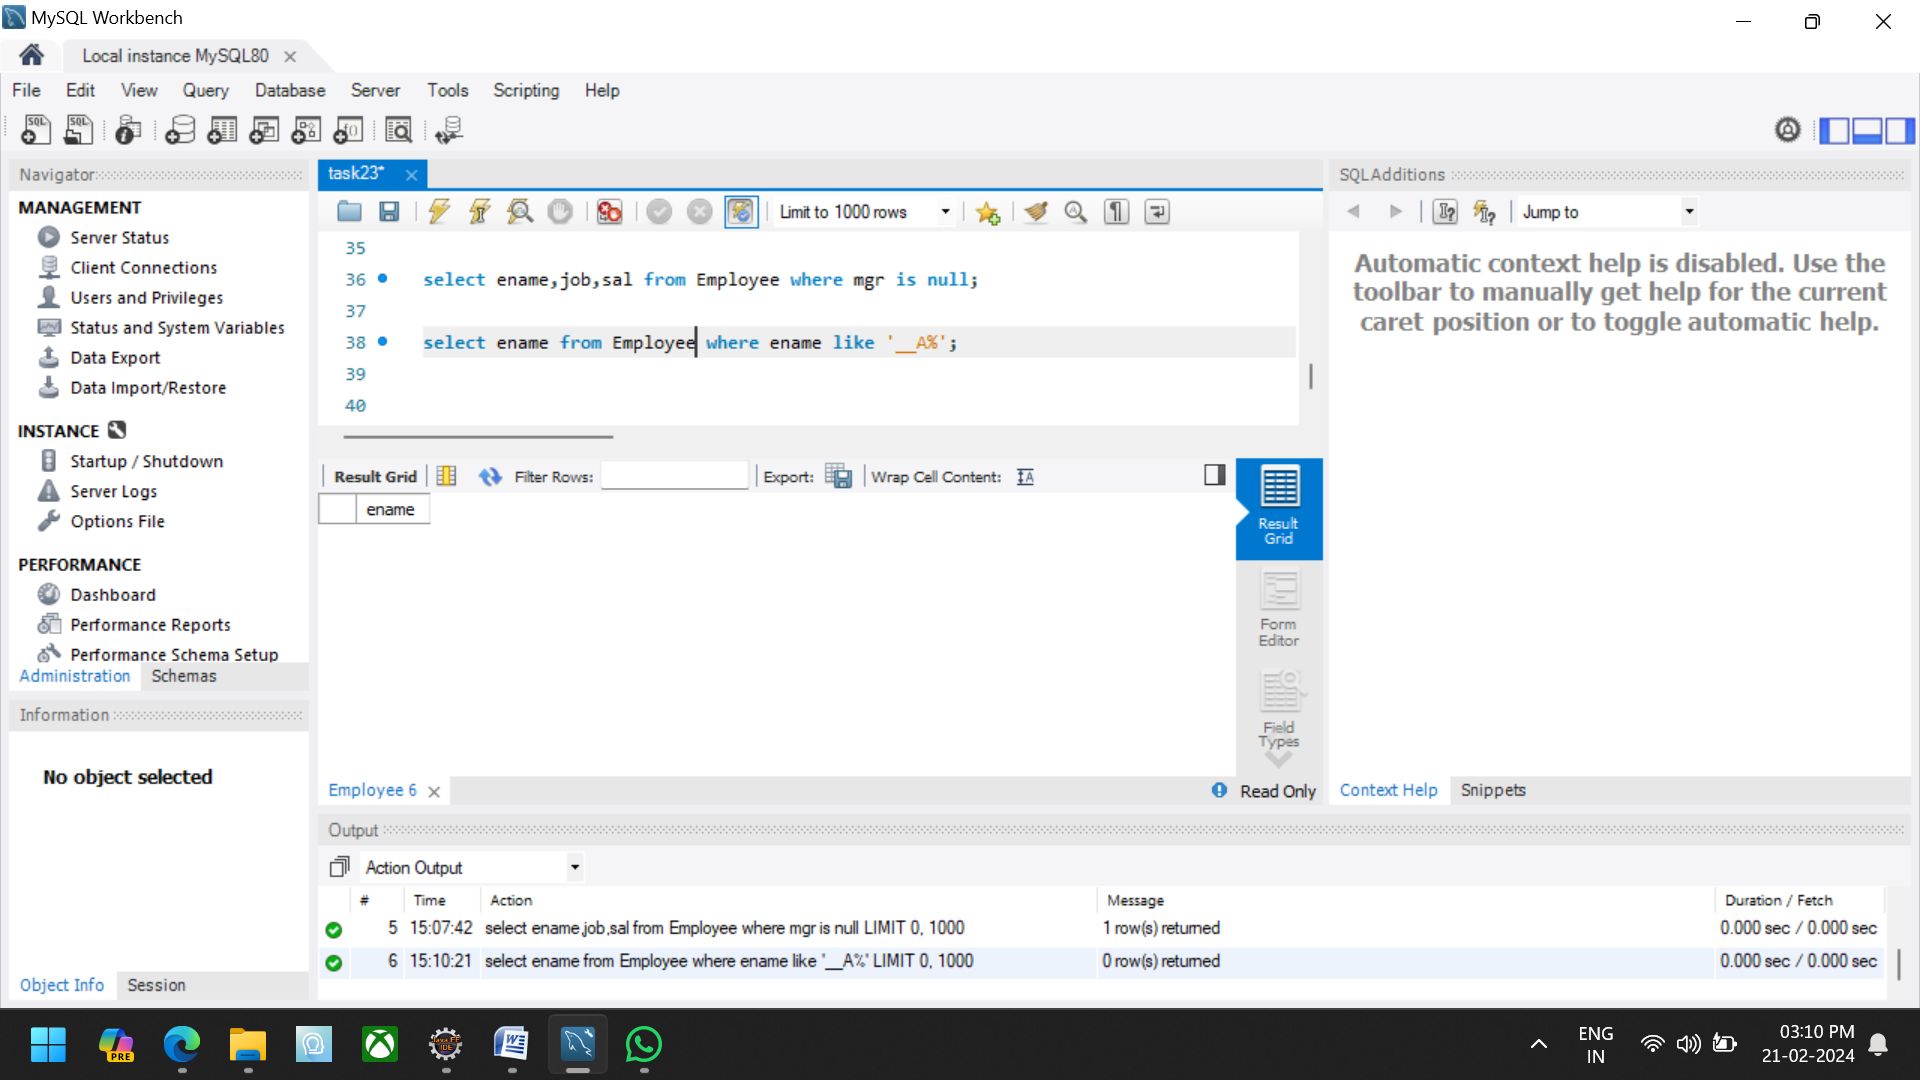 MySQL Workbench
Local instance MySQL80
File Edit View Query Database Server Tools Scripting Help
Navigator
MANAGEMENT
Server Status
Client Connections
Users and Privileges
Status and System Variables
Data Export
Data Import/Restore
INSTANCE
Startup / Shutdown
Server Logs
Options File
PERFORMANCE
Dashboard
Performance Reports
Performance Schema Setup
Administration Schemas
Information
No object selected
Object Info Session
task23*
Limit to 1000 rows
35
36 select ename,job,sal from Employee where mgr is null;
37
38 select ename from Employee where ename like '__A%';
39
40
Result Grid Filter Rows: Export: Wrap Cell Content:
ename
Result
Grid
Form
Editor
Field
Types
Employee 6 Read Only
SQLAdditions
Jump to
Automatic context help is disabled. Use the
toolbar to manually get help for the current
caret position or to toggle automatic help.
Context Help Snippets
Output
Action Output
# Time Action Message Duration / Fetch
5 15:07:42 select ename,job,sal from Employee where mgr is null LIMIT 0, 1000 1 row(s) returned 0.000 sec / 0.000 sec
6 15:10:21 select ename from Employee where ename like '__A%' LIMIT 0, 1000 0 row(s) returned 0.000 sec / 0.000 sec
PRE
ENG
IN
03:10 PM
21-02-2024